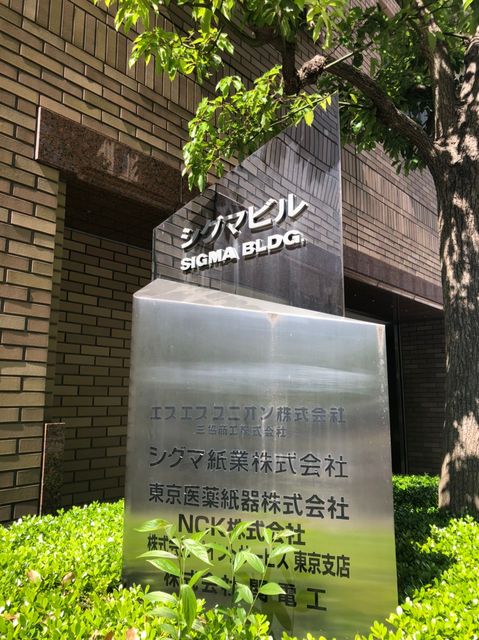 シグマビル
SIGMA BLDG.
エスエスユニオン株式会社
三協商工株式会社
シグマ紙業株式会社
東京医薬紙器株式会社
NCK株式会社
東京支店
電工